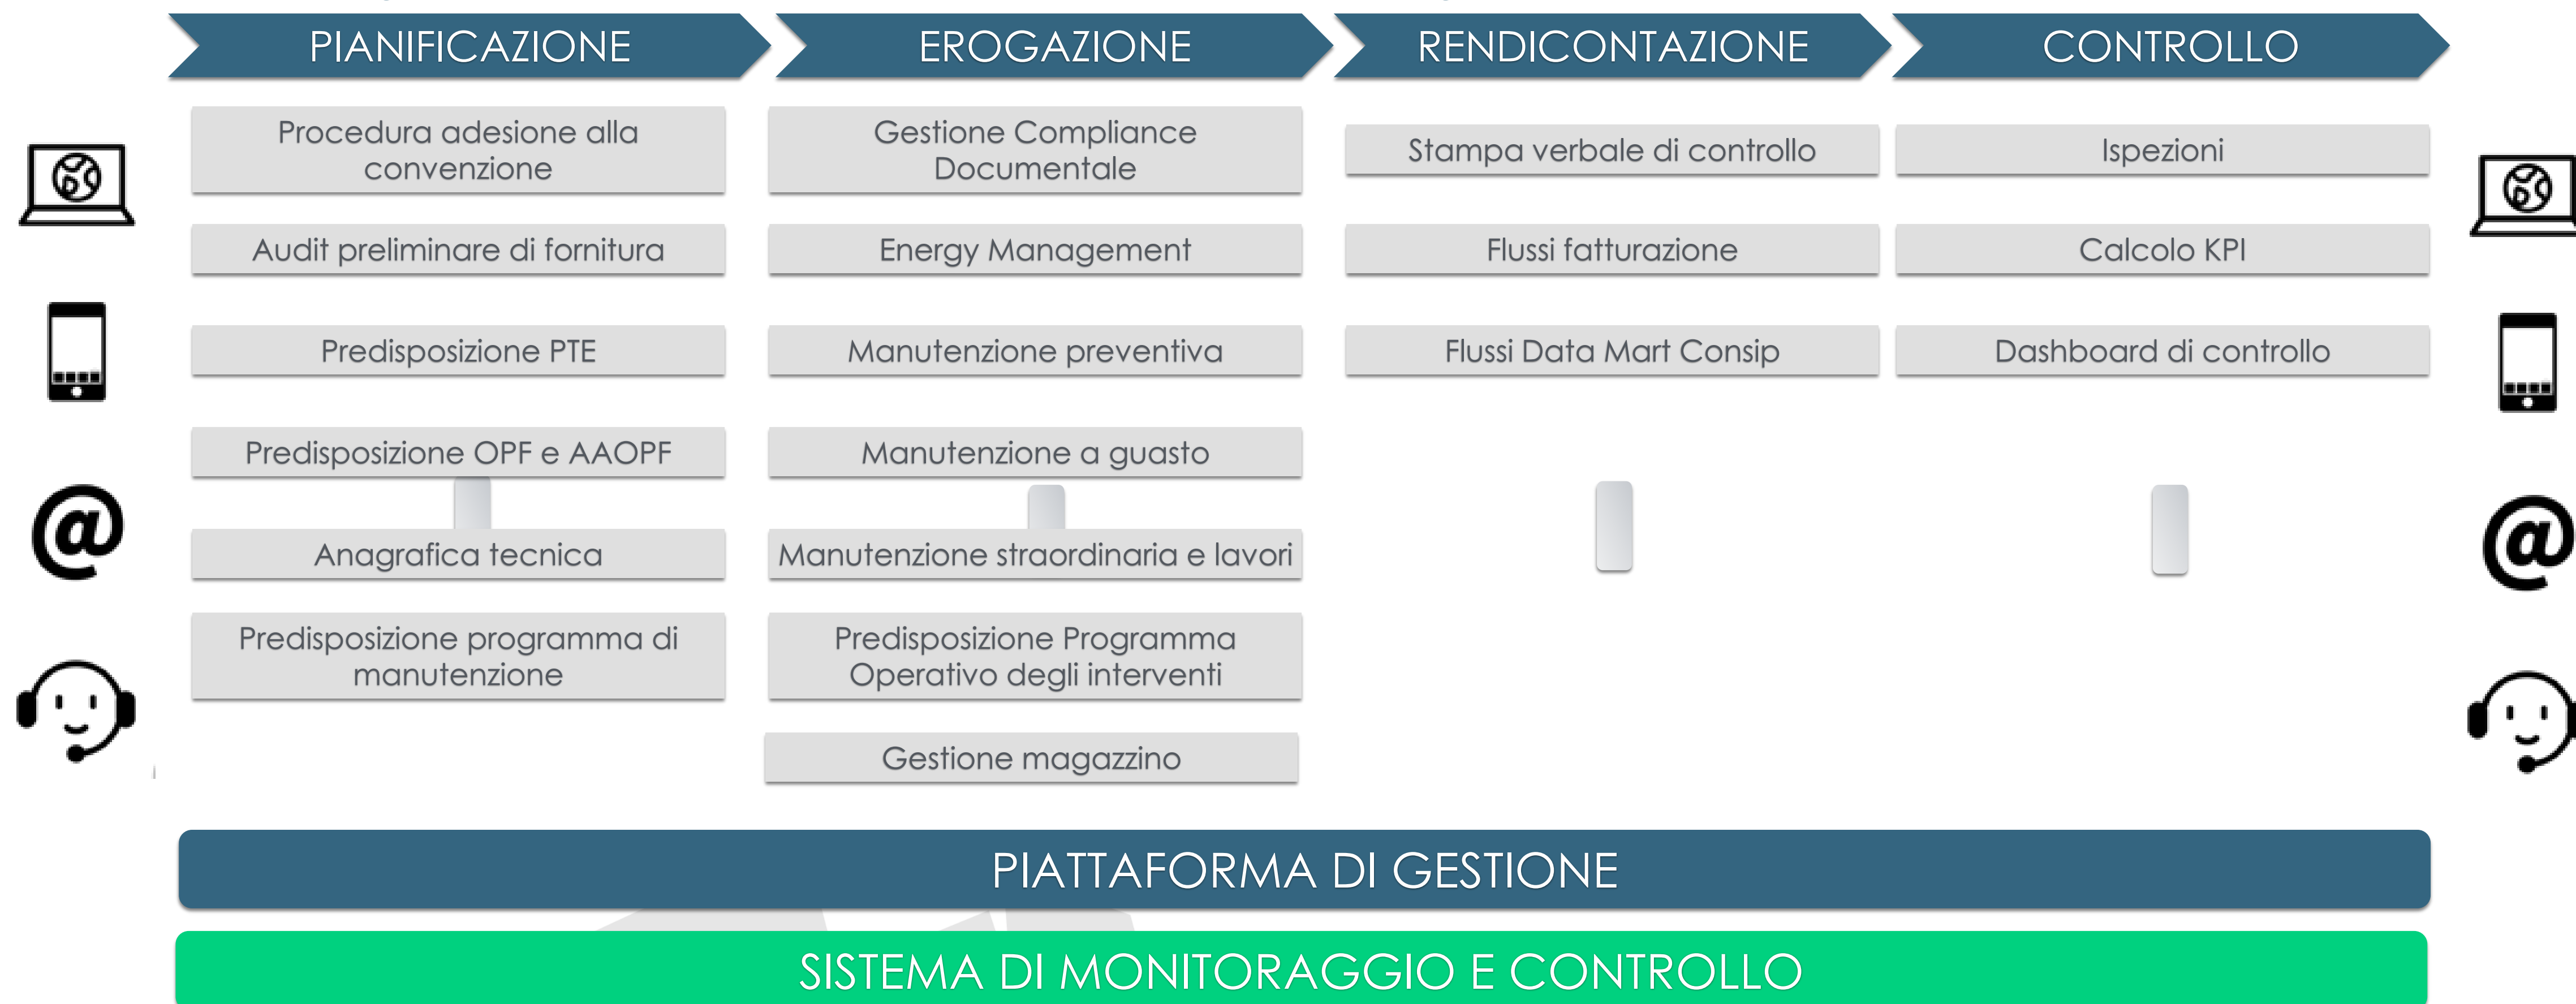 PIANIFICAZIONE
EROGAZIONE
RENDICONTAZIONE
CONTROLLO
Procedura adesione alla
convenzione
Audit preliminare di fornitura
Predisposizione PTE
Predisposizione OPF e AAOPF
Anagrafica tecnica
Predisposizione programma di
manutenzione
Gestione Compliance
Documentale
Energy Management
Manutenzione preventiva
Manutenzione a guasto
Manutenzione straordinaria e lavori
Predisposizione Programma
Operativo degli interventi
Gestione magazzino
Stampa verbale di controllo
Flussi fatturazione
Flussi Data Mart Consip
Ispezioni
Calcolo KPI
Dashboard di controllo
@
@
PIATTAFORMA DI GESTIONE
SISTEMA DI MONITORAGGIO E CONTROLLO